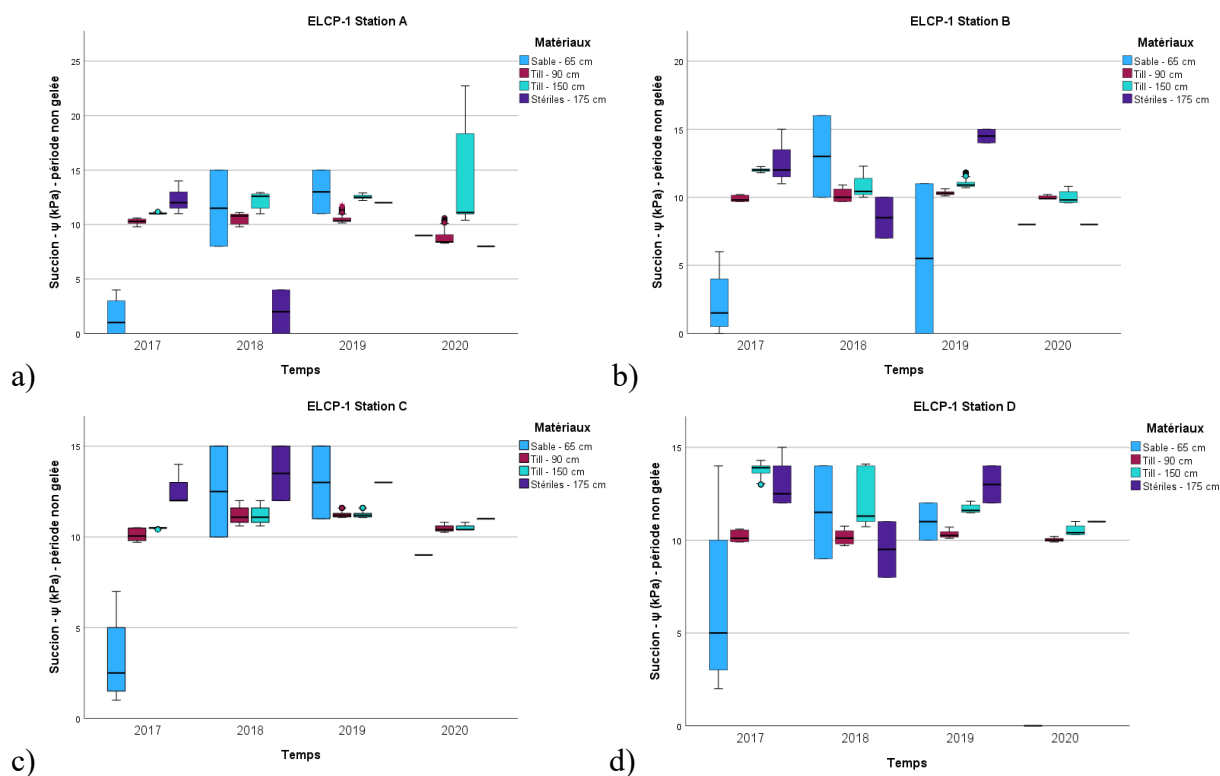 ELCP-1 Station A
Succion - ψ (kPa) - période non gelée
25
20
15
10
5
0
2017 2018 2019 2020
Temps
Matériaux
Sable - 65 cm
Till - 90 cm
Till - 150 cm
Stériles - 175 cm
a)
ELCP-1 Station B
Succion - ψ (kPa) - période non gelée
20
15
10
5
0
2017 2018 2019 2020
Temps
Matériaux
Sable - 65 cm
Till - 90 cm
Till - 150 cm
Stériles - 175 cm
b)
ELCP-1 Station C
Succion - ψ (kPa) - période non gelée
15
10
5
0
2017 2018 2019 2020
Temps
Matériaux
Sable - 65 cm
Till - 90 cm
Till - 150 cm
Stériles - 175 cm
c)
ELCP-1 Station D
Succion - ψ (kPa) - période non gelée
15
10
5
0
2017 2018 2019 2020
Temps
Matériaux
Sable - 65 cm
Till - 90 cm
Till - 150 cm
Stériles - 175 cm
d)